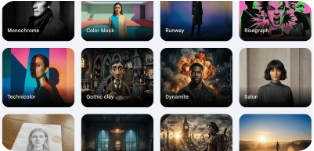 Monochrome
Color block
Runway
Risograph
Technicolor
Gothic clay
Dynamite
Salon